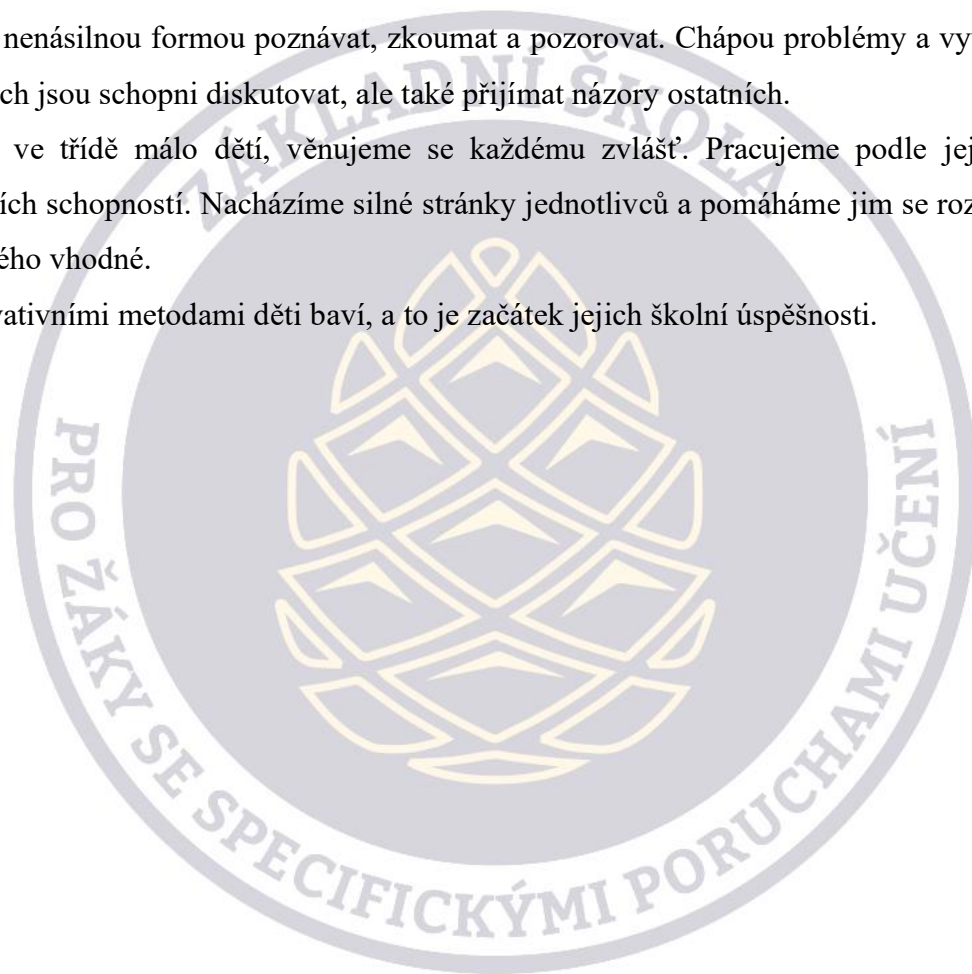 nenásilnou formou poznávat, zkoumat a pozorovat. Chápou problémy a vy
ch jsou schopni diskutovat, ale také přijímat názory ostatních.
ve třídě málo dětí, věnujeme se každému zvlášť. Pracujeme podle jej
ích schopností. Nacházíme silné stránky jednotlivců a pomáháme jim se roz
ého vhodné.
vativními metodami děti baví, a to je začátek jejich školní úspěšnosti.
ZÁKLADNÍ ŠKOLA
PRO ŽÁKY SE SPECIFICKÝMI PORUCHAMI UČENÍ